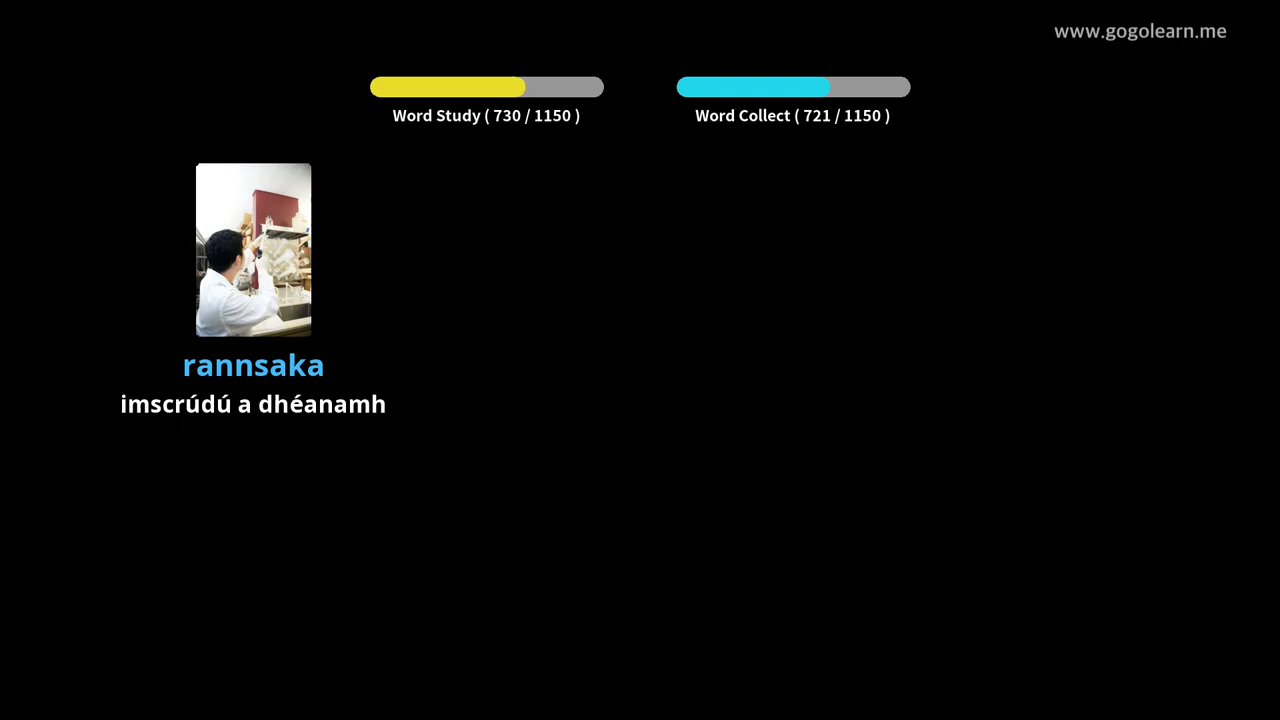 www.gogolearn.me
Word Study ( 730 / 1150 )
Word Collect ( 721 / 1150 )
rannsaka
imscrúdú a dhéanamh